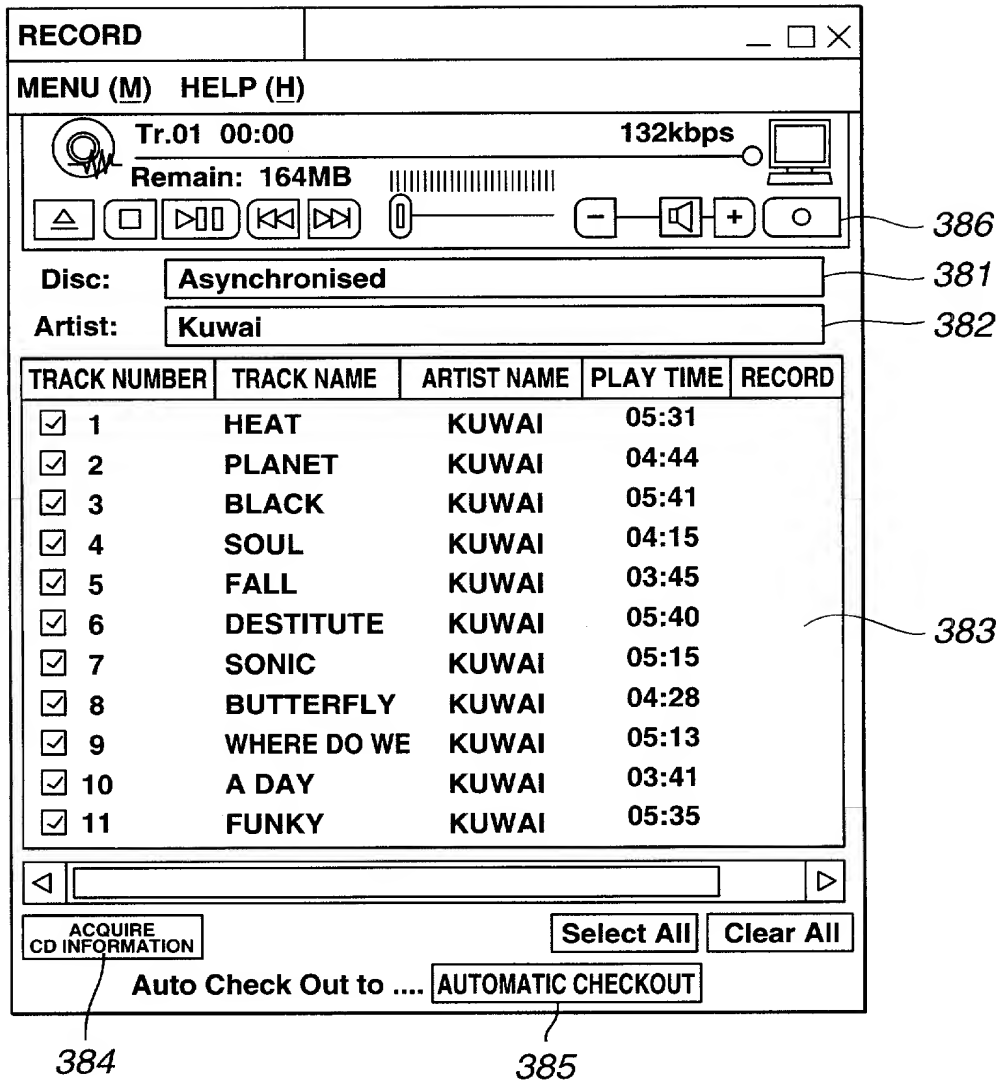 RECORD
MENU (M) HELP (H)
Tr.01 00:00 132kbps
Remain: 164MB
386
Disc: Asynchronised 381
Artist: Kuwai 382
TRACK NUMBER TRACK NAME ARTIST NAME PLAY TIME RECORD
1 HEAT KUWAI 05:31
2 PLANET KUWAI 04:44
3 BLACK KUWAI 05:41
4 SOUL KUWAI 04:15
5 FALL KUWAI 03:45
6 DESTITUTE KUWAI 05:40 383
7 SONIC KUWAI 05:15
8 BUTTERFLY KUWAI 04:28
9 WHERE DO WE KUWAI 05:13
10 A DAY KUWAI 03:41
11 FUNKY KUWAI 05:35
ACQUIRE
CD INFORMATION Select All Clear All
Auto Check Out to .... AUTOMATIC CHECKOUT
384 385